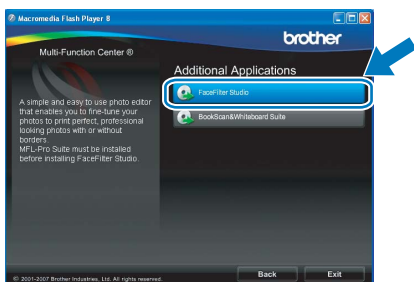 Macromedia Flash Player 8
brother
Multi-Function Center ®
Additional Applications
FaceFilter Studio
BookScan&Whiteboard Suite
A simple and easy to use photo editor
that enables you to fine-tune your
photos to print perfect, professional
looking photos with or without
borders.
MFL-Pro Suite must be installed
before installing FaceFilter Studio.
© 2001-2007 Brother Industries, Ltd. All rights reserved.
Back
Exit